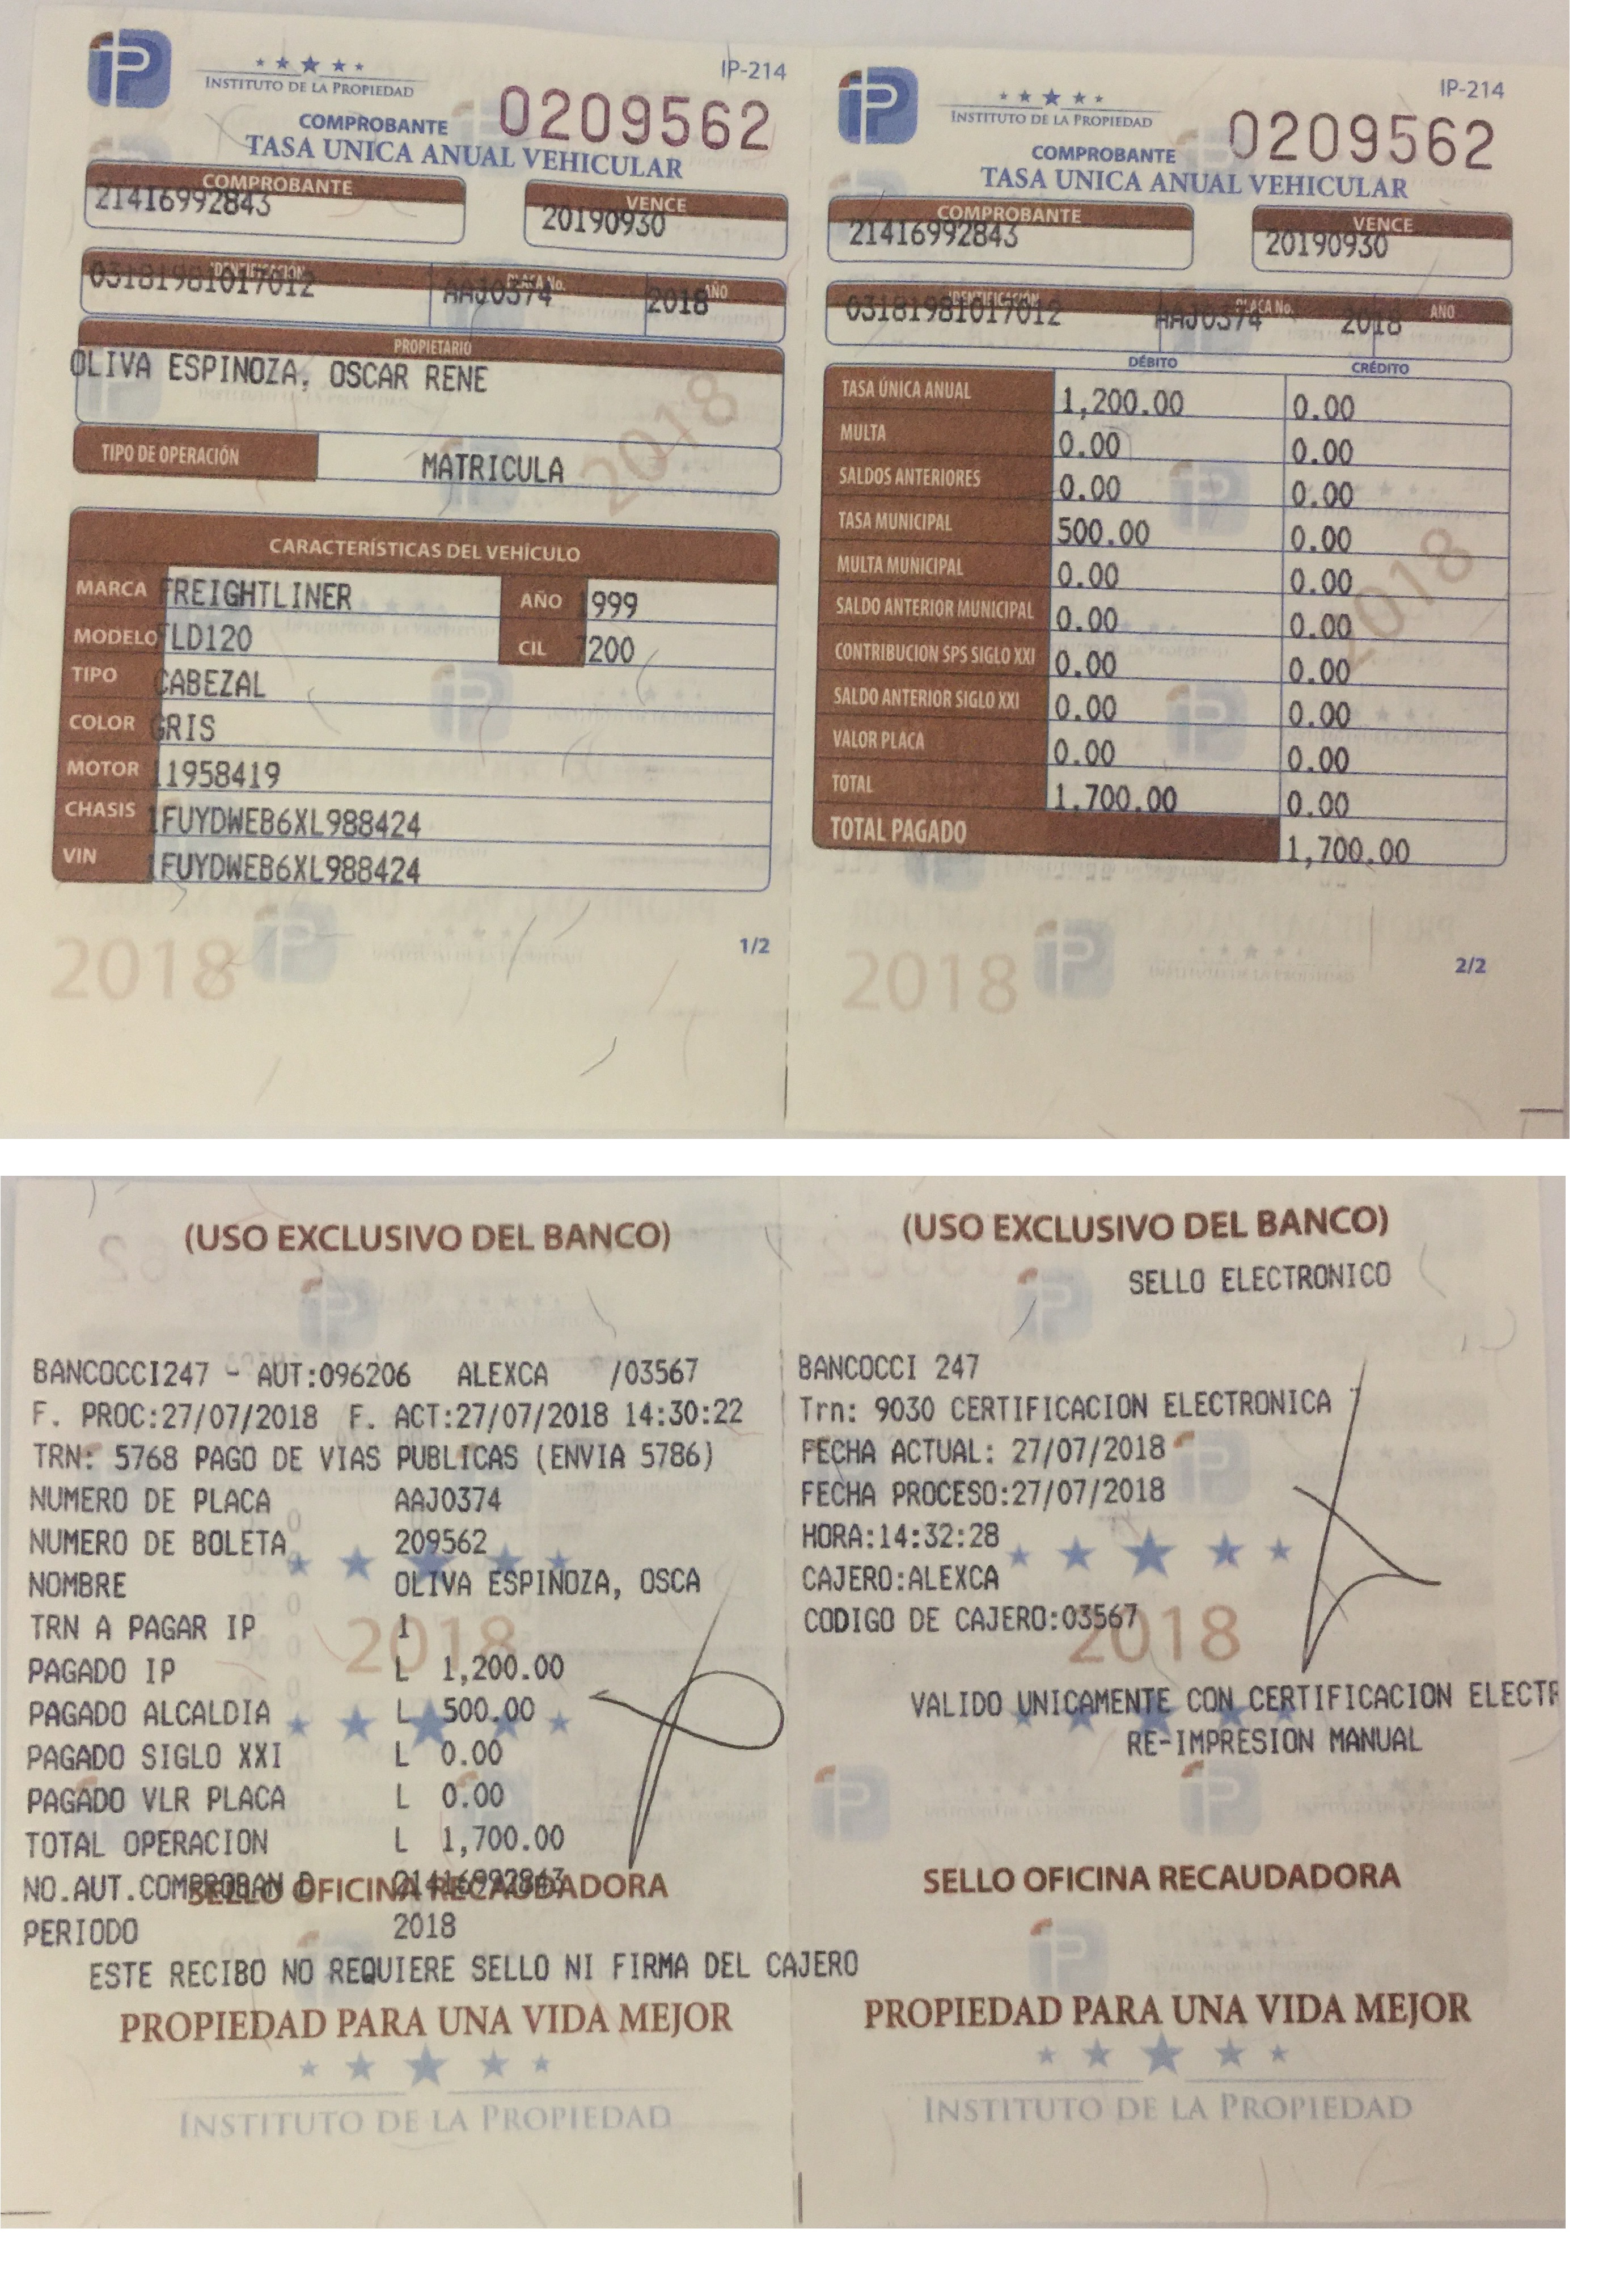 IP-214
INSTITUTO DE LA PROPIEDAD
0209562
COMPROBANTE
TASA UNICA ANUAL VEHICULAR
COMPROBANTE
21416992843
VENCE
20190930
IDENTIFICACIÓN
03181981017012
PLACA No.
AAJ0374
AÑO
2018
PROPIETARIO
OLIVA ESPINOZA, OSCAR RENE
TIPO DE OPERACIÓN MATRICULA
CARACTERÍSTICAS DEL VEHÍCULO
MARCA FREIGHTLINER AÑO 1999
MODELO FLD120 CIL 7200
TIPO CABEZAL
COLOR GRIS
MOTOR 11958419
CHASIS 1FUYDWEB6XL988424
VIN 1FUYDWEB6XL988424
2018
1/2
IP-214
INSTITUTO DE LA PROPIEDAD
0209562
COMPROBANTE
TASA UNICA ANUAL VEHICULAR
COMPROBANTE
21416992843
VENCE
20190930
IDENTIFICACIÓN
03181981017012
PLACA No.
AAJ0374
AÑO
2018
DÉBITO CRÉDITO
TASA ÚNICA ANUAL 1,200.00 0.00
MULTA 0.00 0.00
SALDOS ANTERIORES 0.00 0.00
TASA MUNICIPAL 500.00 0.00
MULTA MUNICIPAL 0.00 0.00
SALDO ANTERIOR MUNICIPAL 0.00 0.00
CONTRIBUCION SPS SIGLO XXI 0.00 0.00
SALDO ANTERIOR SIGLO XXI 0.00 0.00
VALOR PLACA 0.00 0.00
TOTAL 1,700.00 0.00
TOTAL PAGADO 1,700.00
2018
2/2
(USO EXCLUSIVO DEL BANCO)
BANCOCCI247 - AUT:096206 ALEXCA /03567
F. PROC:27/07/2018 F. ACT:27/07/2018 14:30:22
TRN: 5768 PAGO DE VIAS PUBLICAS (ENVIA 5786)
NUMERO DE PLACA AAJ0374
NUMERO DE BOLETA 209562
NOMBRE OLIVA ESPINOZA, OSCA
TRN A PAGAR IP 1
PAGADO IP L 1,200.00
PAGADO ALCALDIA L 500.00
PAGADO SIGLO XXI L 0.00
PAGADO VLR PLACA L 0.00
TOTAL OPERACION L 1,700.00
NO.AUT.COMPROBAN D 21416992843
SELLO OFICINA RECAUDADORA
PERIODO 2018
ESTE RECIBO NO REQUIERE SELLO NI FIRMA DEL CAJERO
PROPIEDAD PARA UNA VIDA MEJOR
INSTITUTO DE LA PROPIEDAD
(USO EXCLUSIVO DEL BANCO)
SELLO ELECTRONICO
BANCOCCI 247
Trn: 9030 CERTIFICACION ELECTRONICA
FECHA ACTUAL: 27/07/2018
FECHA PROCESO:27/07/2018
HORA:14:32:28
CAJERO:ALEXCA
CODIGO DE CAJERO:03567
2018
VALIDO UNICAMENTE CON CERTIFICACION ELECTR
RE-IMPRESION MANUAL
SELLO OFICINA RECAUDADORA
PROPIEDAD PARA UNA VIDA MEJOR
INSTITUTO DE LA PROPIEDAD